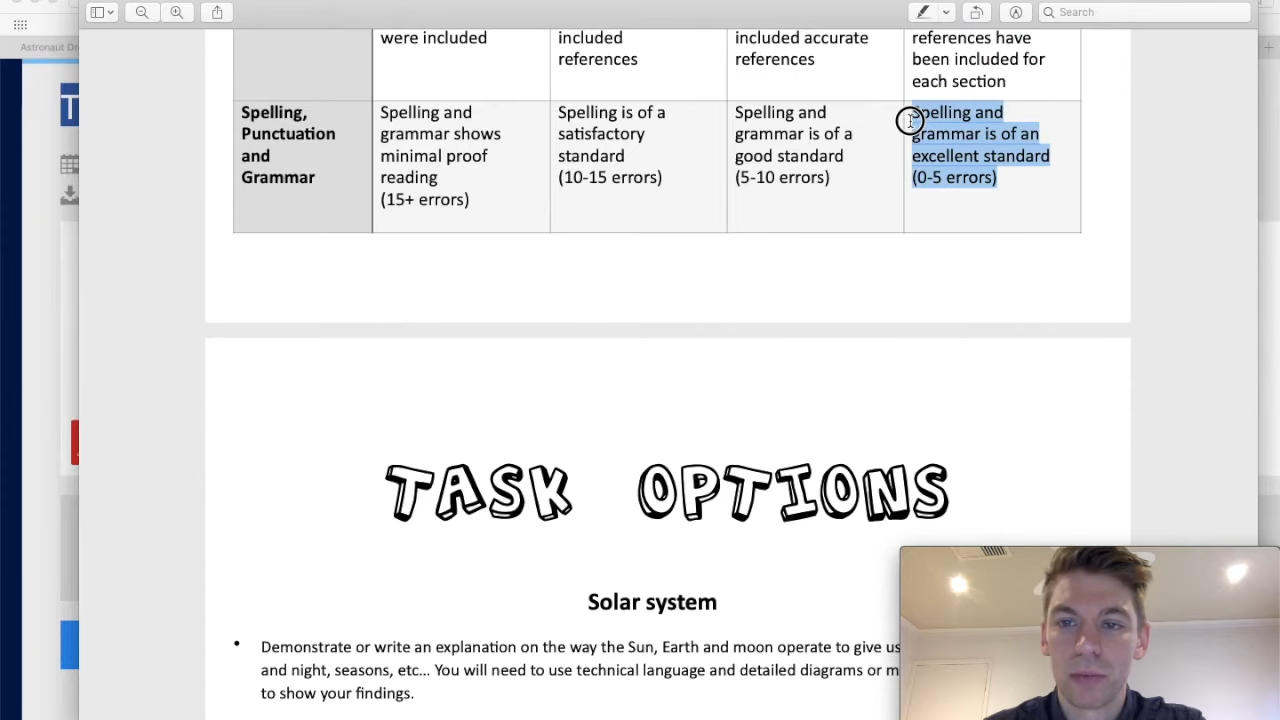 Search
Astronaut Dr
T
were included
included
references
included accurate
references
references have
been included for
each section
Spelling,
Punctuation
and
Grammar
Spelling and
grammar shows
minimal proof
reading
(15+ errors)
Spelling is of a
satisfactory
standard
(10-15 errors)
Spelling and
grammar is of a
good standard
(5-10 errors)
Spelling and
grammar is of an
excellent standard
(0-5 errors)
TASK OPTIONS
Solar system
• Demonstrate or write an explanation on the way the Sun, Earth and moon operate to give us
and night, seasons, etc... You will need to use technical language and detailed diagrams or m
to show your findings.